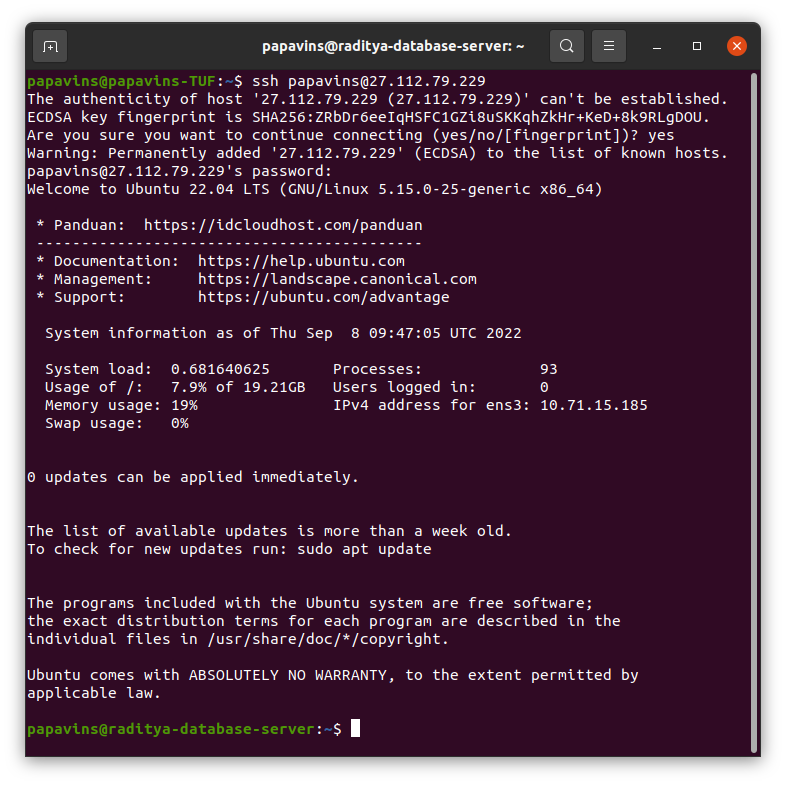 papavins@raditya-database-server: ~
papavins@papavins-TUF:~$ ssh papavins@27.112.79.229
The authenticity of host '27.112.79.229 (27.112.79.229)' can't be established.
ECDSA key fingerprint is SHA256:ZRbDr6eeIqHSFC1GZi8uSKKqhZkHr+KeD+8k9RLgDOU.
Are you sure you want to continue connecting (yes/no/[fingerprint])? yes
Warning: Permanently added '27.112.79.229' (ECDSA) to the list of known hosts.
papavins@27.112.79.229's password:
Welcome to Ubuntu 22.04 LTS (GNU/Linux 5.15.0-25-generic x86_64)
* Panduan:  https://idcloudhost.com/panduan
-------------------------------------------
* Documentation:  https://help.ubuntu.com
* Management:     https://landscape.canonical.com
* Support:        https://ubuntu.com/advantage
System information as of Thu Sep  8 09:47:05 UTC 2022
System load:  0.681640625       Processes:             93
Usage of /:   7.9% of 19.21GB   Users logged in:       0
Memory usage: 19%               IPv4 address for ens3: 10.71.15.185
Swap usage:   0%
0 updates can be applied immediately.
The list of available updates is more than a week old.
To check for new updates run: sudo apt update
The programs included with the Ubuntu system are free software;
the exact distribution terms for each program are described in the
individual files in /usr/share/doc/*/copyright.
Ubuntu comes with ABSOLUTELY NO WARRANTY, to the extent permitted by
applicable law.
papavins@raditya-database-server:~$